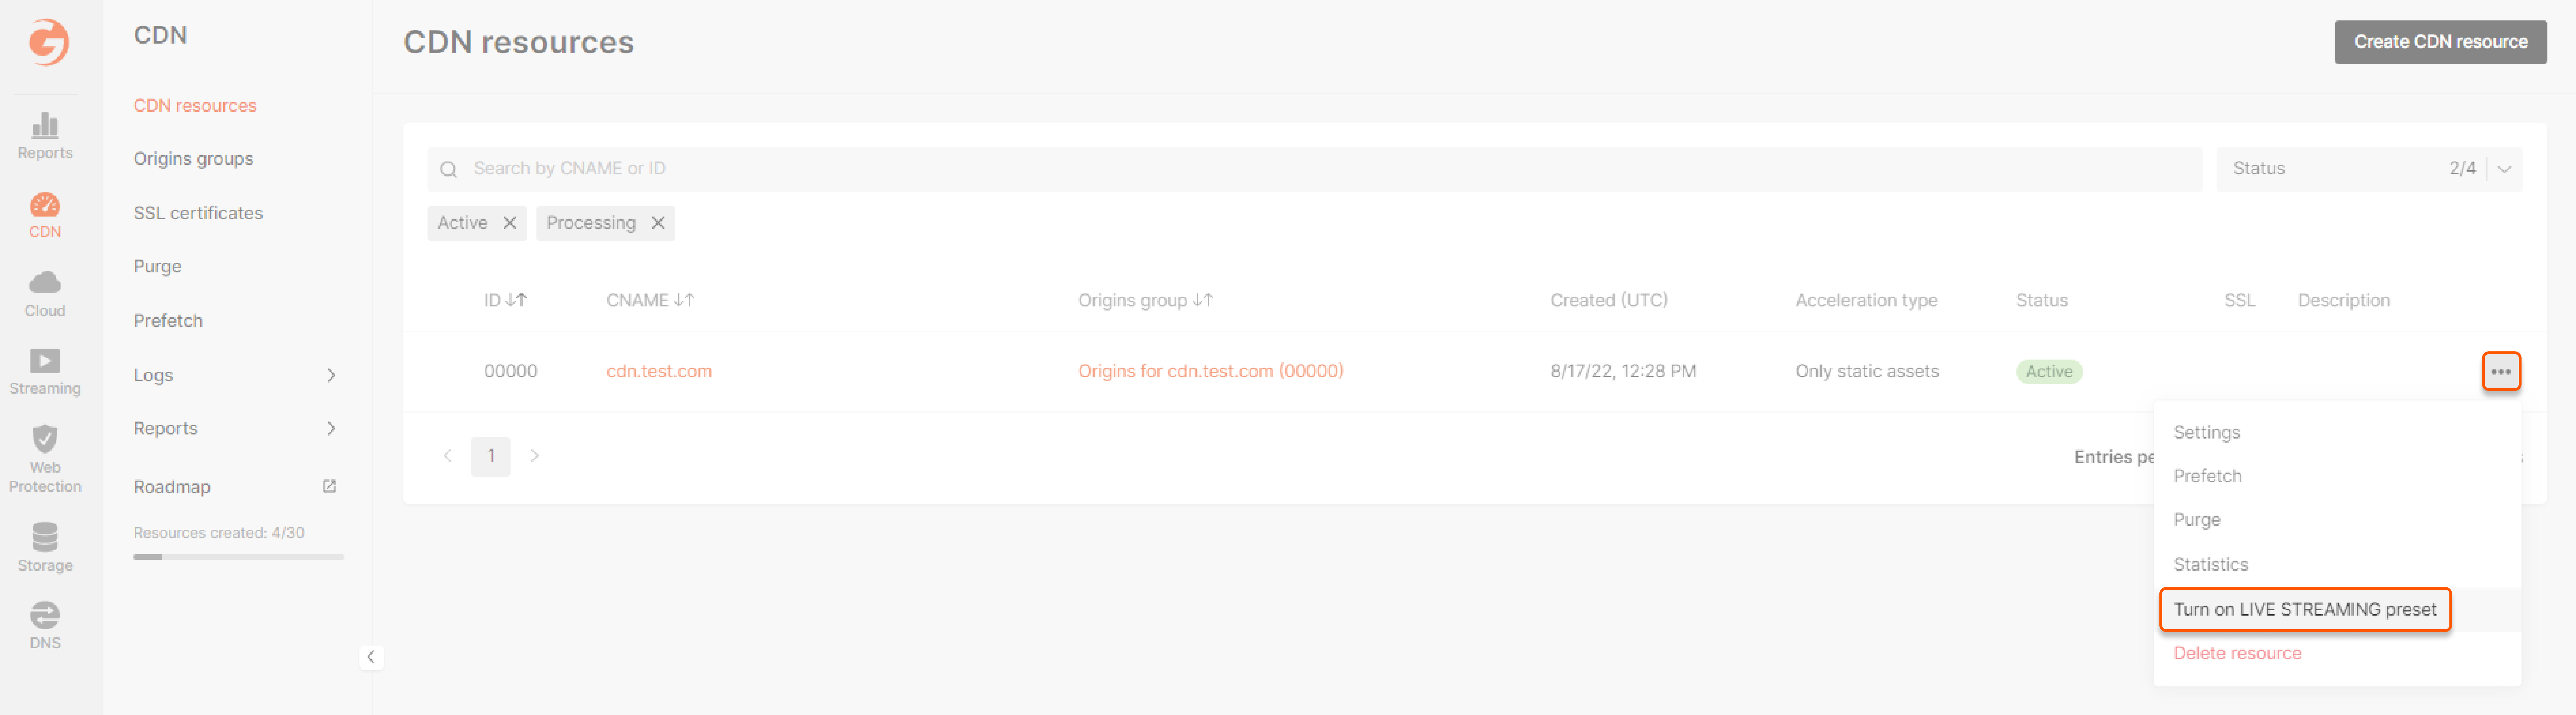 Reports
CDN
Cloud
Streaming
Web
Protection
Storage
DNS
CDN
CDN resources
Origins groups
SSL certificates
Purge
Prefetch
Logs
Reports
Roadmap
Resources created: 4/30
CDN resources
Create CDN resource
Search by CNAME or ID
Status 2/4
Active Processing
ID CNAME Origins group Created (UTC) Acceleration type Status SSL Description
00000 cdn.test.com Origins for cdn.test.com (00000) 8/17/22, 12:28 PM Only static assets Active
1
Entries
Settings
Prefetch
Purge
Statistics
Turn on LIVE STREAMING preset
Delete resource